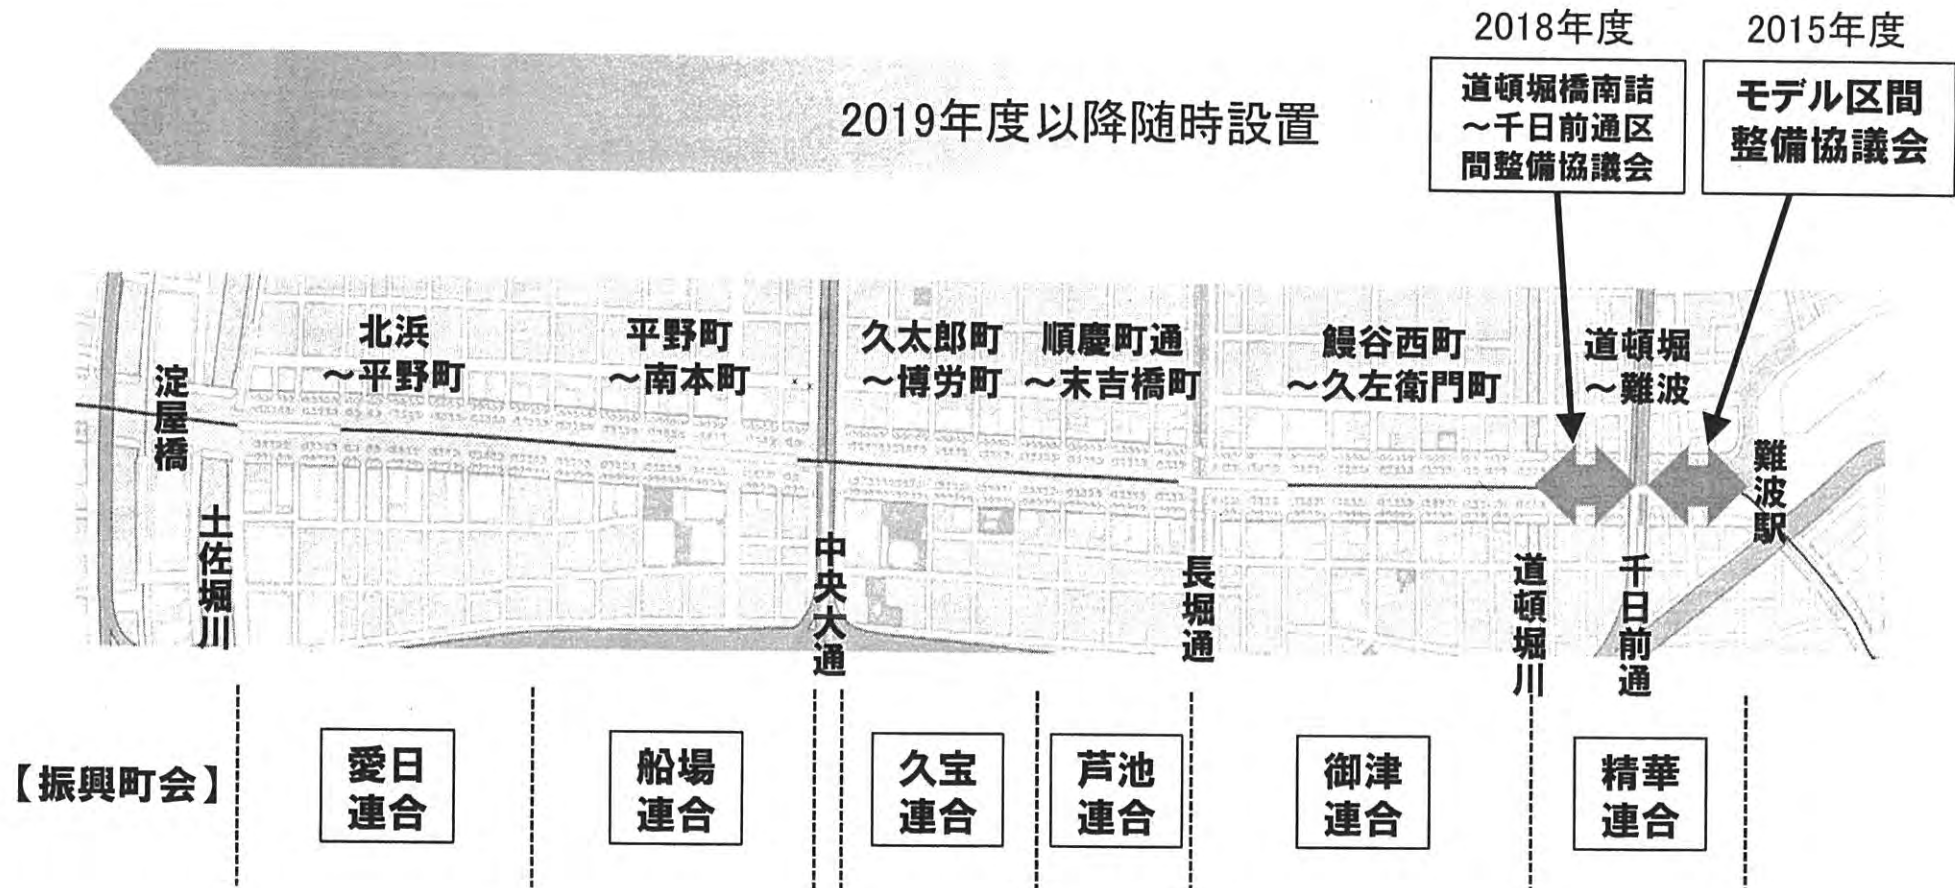 2018年度
2015年度
2019年度以降随時設置
道頓堀橋南詰
～千日前通区
間整備協議会
モデル区間
整備協議会
北浜
～平野町
平野町
～南本町
久太郎町
～博労町
順慶町通
～末吉橋町
鰻谷西町
～久左衛門町
道頓堀
～難波
淀屋橋
土佐堀川
中央大通
長堀通
道頓堀川
千日前通
難波駅
【振興町会】
愛日
連合
船場
連合
久宝
連合
芦池
連合
御津
連合
精華
連合